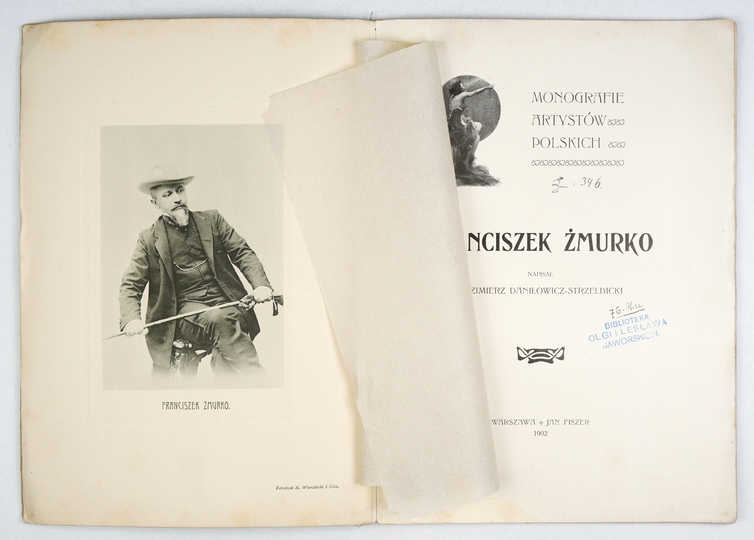 FRANCISZEK ŻMURKO.
MONOGRAFIE
ARTYSTÓW
POLSKICH
346.
NCISZEK ŻMURKO
NAPISAŁ
ZIMIERZ DANIŁOWICZ-STRZELBICKI
BIBLIOTEKA
OLGI I LESŁAWA
JAWORSKICH
WARSZAWA JAN FISZER
1902